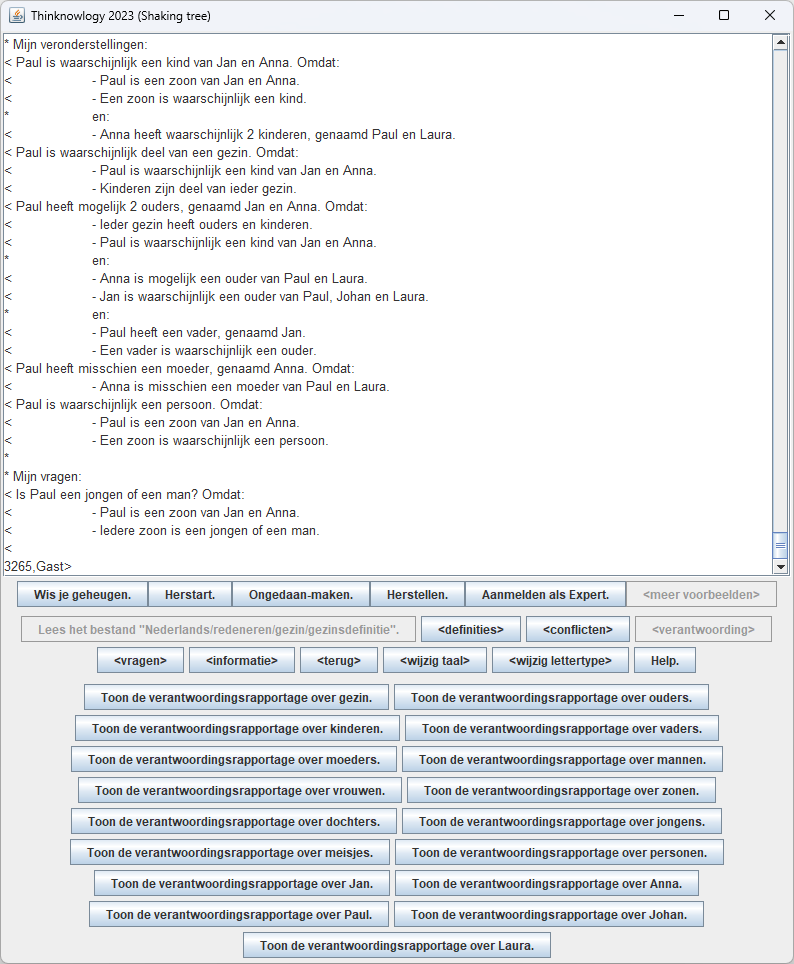 Thinknowlogy 2023 (Shaking tree)
* Mijn veronderstellingen:
< Paul is waarschijnlijk een kind van Jan en Anna. Omdat:
< - Paul is een zoon van Jan en Anna.
< - Een zoon is waarschijnlijk een kind.
* en:
< - Anna heeft waarschijnlijk 2 kinderen, genaamd Paul en Laura.
< Paul is waarschijnlijk deel van een gezin. Omdat:
< - Paul is waarschijnlijk een kind van Jan en Anna.
< - Kinderen zijn deel van ieder gezin.
< Paul heeft mogelijk 2 ouders, genaamd Jan en Anna. Omdat:
< - Ieder gezin heeft ouders en kinderen.
< - Paul is waarschijnlijk een kind van Jan en Anna.
* en:
< - Anna is mogelijk een ouder van Paul en Laura.
< - Jan is waarschijnlijk een ouder van Paul, Johan en Laura.
* en:
< - Paul heeft een vader, genaamd Jan.
< - Een vader is waarschijnlijk een ouder.
< Paul heeft misschien een moeder, genaamd Anna. Omdat:
< - Anna is misschien een moeder van Paul en Laura.
< Paul is waarschijnlijk een persoon. Omdat:
< - Paul is een zoon van Jan en Anna.
< - Een zoon is waarschijnlijk een persoon.
*
* Mijn vragen:
< Is Paul een jongen of een man? Omdat:
< - Paul is een zoon van Jan en Anna.
< - Iedere zoon is een jongen of een man.
<
3265,Gast>
Wis je geheugen. Herstart. Ongedaan-maken. Herstellen. Aanmelden als Expert. <meer voorbeelden>
Lees het bestand "Nederlands/redeneren/gezin/gezinsdefinitie". <definities> <conflicten> <verantwoording>
<vragen> <informatie> <terug> <wijzig taal> <wijzig lettertype> Help.
Toon de verantwoordingsrapportage over gezin. Toon de verantwoordingsrapportage over ouders.
Toon de verantwoordingsrapportage over kinderen. Toon de verantwoordingsrapportage over vaders.
Toon de verantwoordingsrapportage over moeders. Toon de verantwoordingsrapportage over mannen.
Toon de verantwoordingsrapportage over vrouwen. Toon de verantwoordingsrapportage over zonen.
Toon de verantwoordingsrapportage over dochters. Toon de verantwoordingsrapportage over jongens.
Toon de verantwoordingsrapportage over meisjes. Toon de verantwoordingsrapportage over personen.
Toon de verantwoordingsrapportage over Jan. Toon de verantwoordingsrapportage over Anna.
Toon de verantwoordingsrapportage over Paul. Toon de verantwoordingsrapportage over Johan.
Toon de verantwoordingsrapportage over Laura.